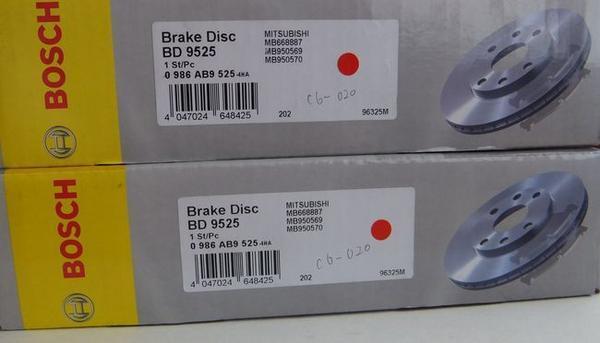 BOSCH
Brake Disc
BD 9525
1 St/Pc
0 986 AB9 525-4HA
MITSUBISHI
MB668887
MB950569
MB950570
C6-020
4 047024 648425
202
96325M
BOSCH
Brake Disc
BD 9525
1 St/Pc
0 986 AB9 525-4HA
MITSUBISHI
MB668887
MB950569
MB950570
C6-020
4 047024 648425
202
96325M